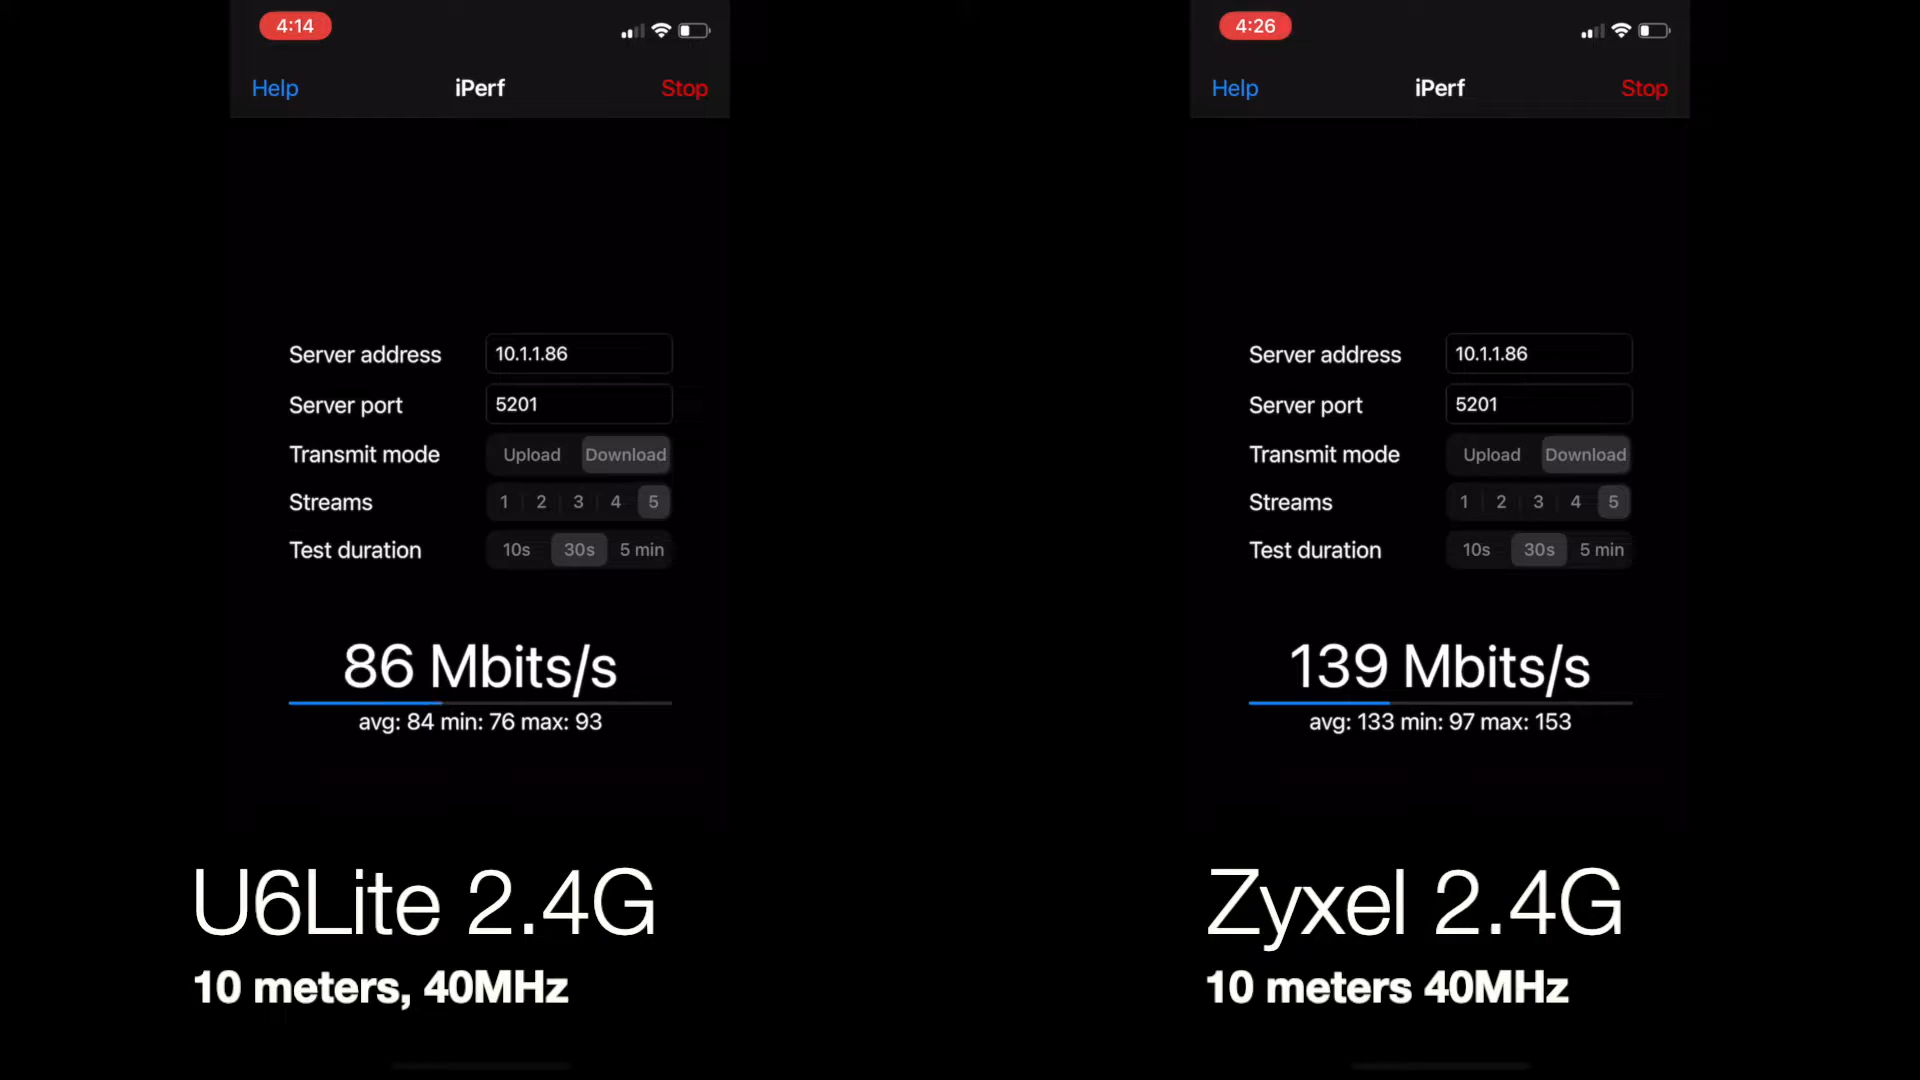 4:14
Help iPerf Stop
Server address 10.1.1.86
Server port 5201
Transmit mode Upload Download
Streams 1 2 3 4 5
Test duration 10s 30s 5 min
86 Mbits/s
avg: 84 min: 76 max: 93
U6Lite 2.4G
10 meters, 40MHz
4:26
Help iPerf Stop
Server address 10.1.1.86
Server port 5201
Transmit mode Upload Download
Streams 1 2 3 4 5
Test duration 10s 30s 5 min
139 Mbits/s
avg: 133 min: 97 max: 153
Zyxel 2.4G
10 meters 40MHz